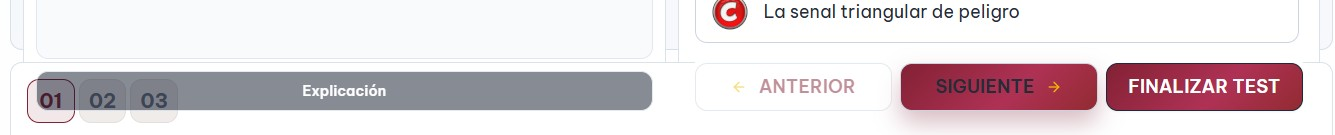 C La senal triangular de peligro
Explicación
01 02 03
← ANTERIOR
SIGUIENTE →
FINALIZAR TEST